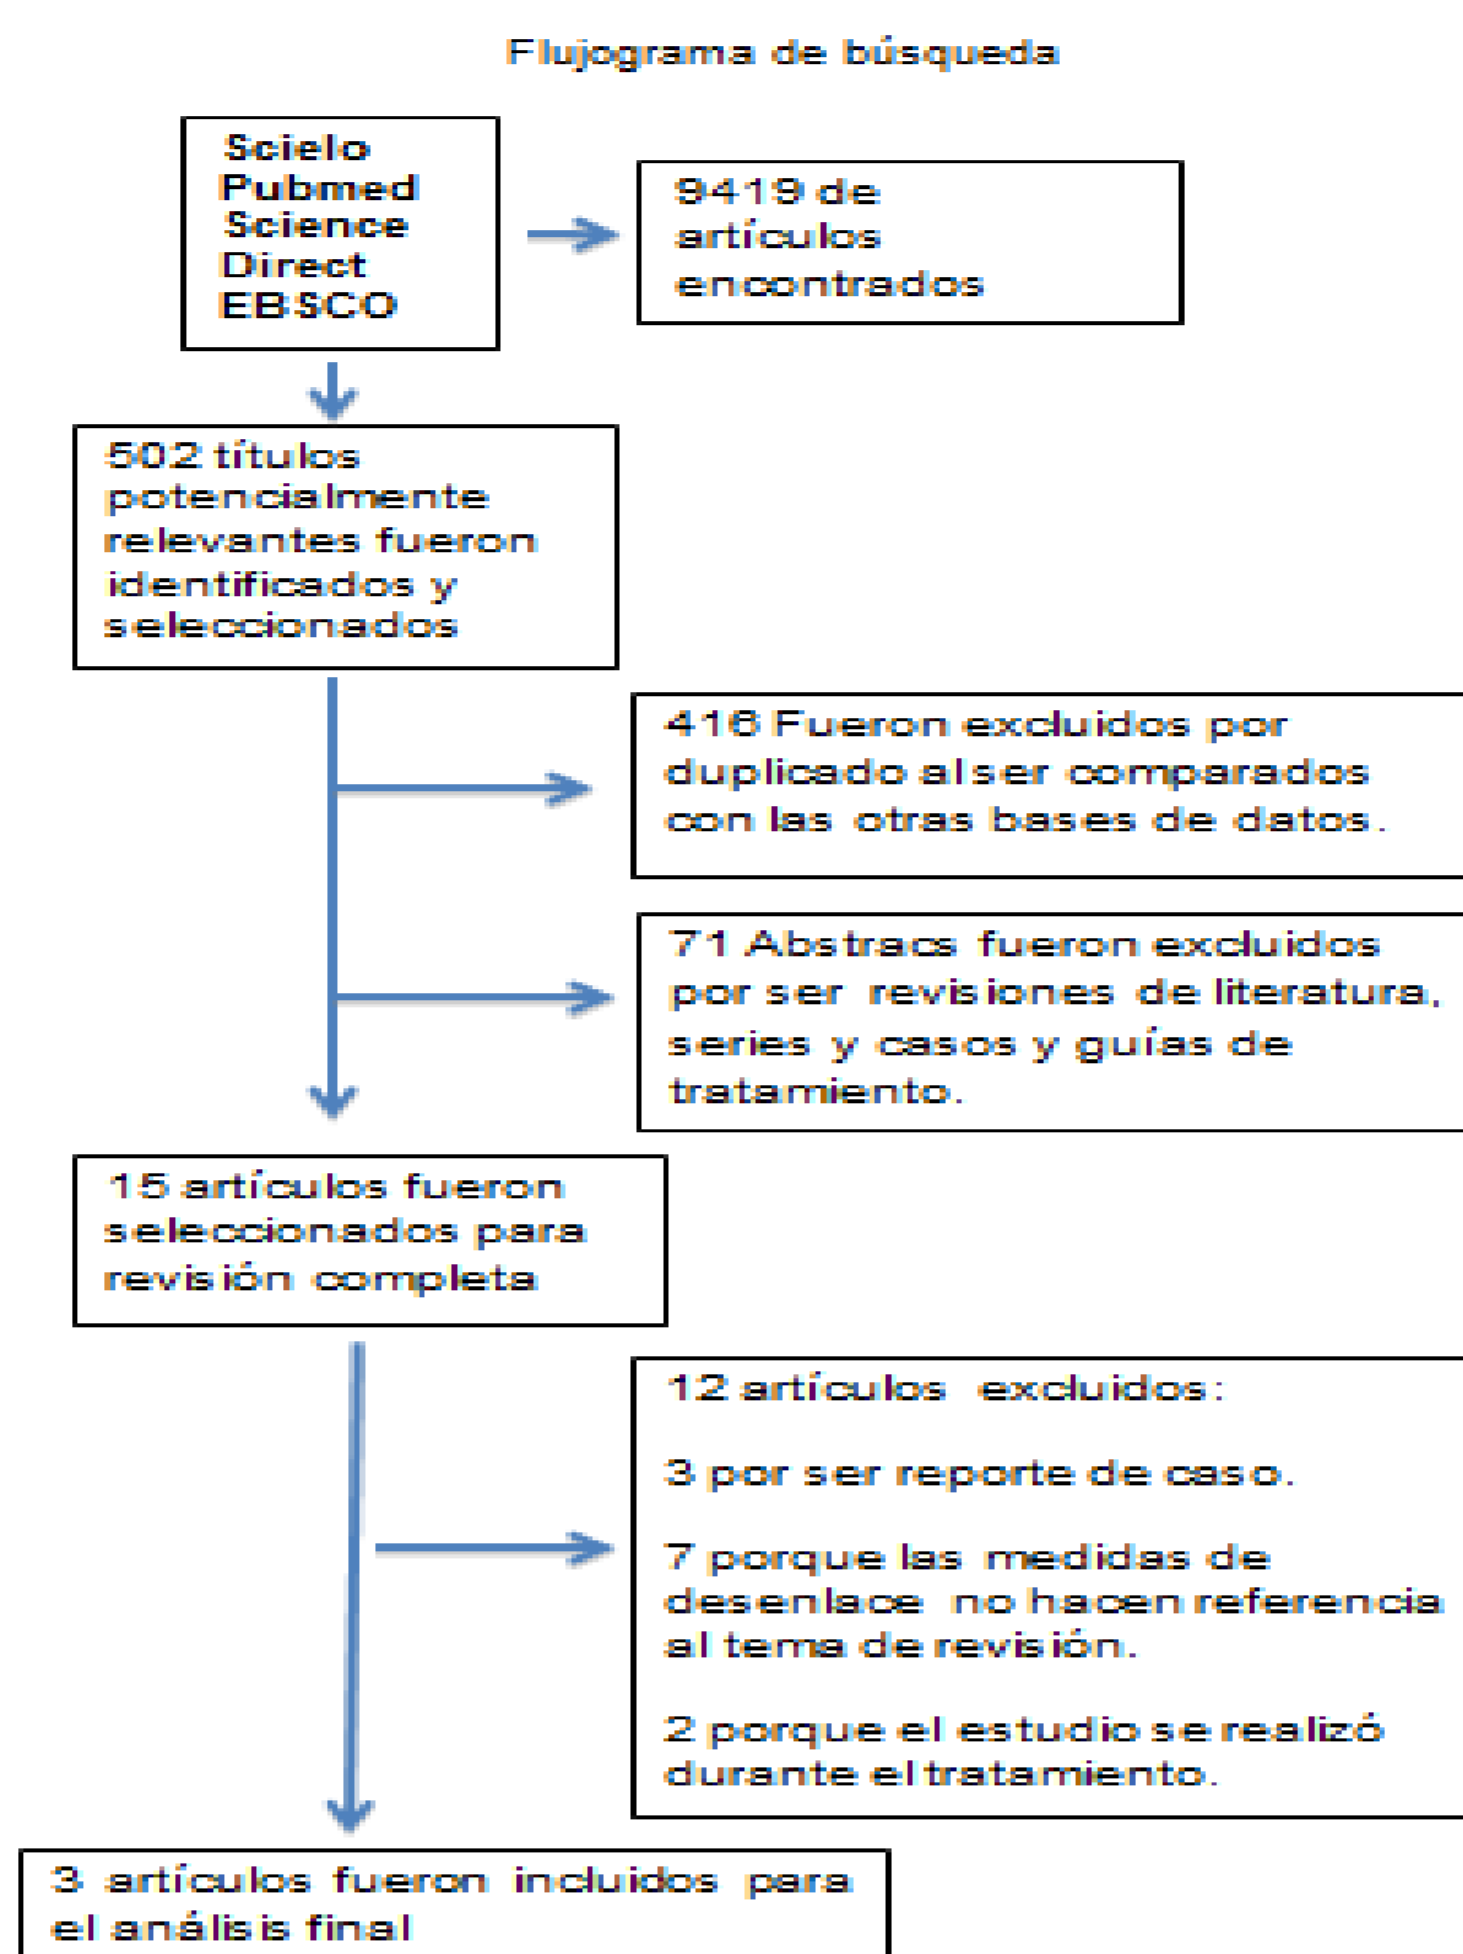 Flujograma de búsqueda
Scielo
Pubmed
Science
Direct
EBSCO
9419 de
artículos
encontrados
502 títulos
potencialmente
relevantes fueron
identificados y
seleccionados
416 Fueron excluidos por
duplicado al ser comparados
con las otras bases de datos.
71 Abstracs fueron excluidos
por ser revisiones de literatura,
series y casos y guías de
tratamiento.
15 artículos fueron
seleccionados para
revisión completa
12 artículos excluidos:
3 por ser reporte de caso.
7 porque las medidas de
desenlace no hacen referencia
al tema de revisión.
2 porque el estudio se realizó
durante el tratamiento.
3 artículos fueron incluidos para
el análisis final